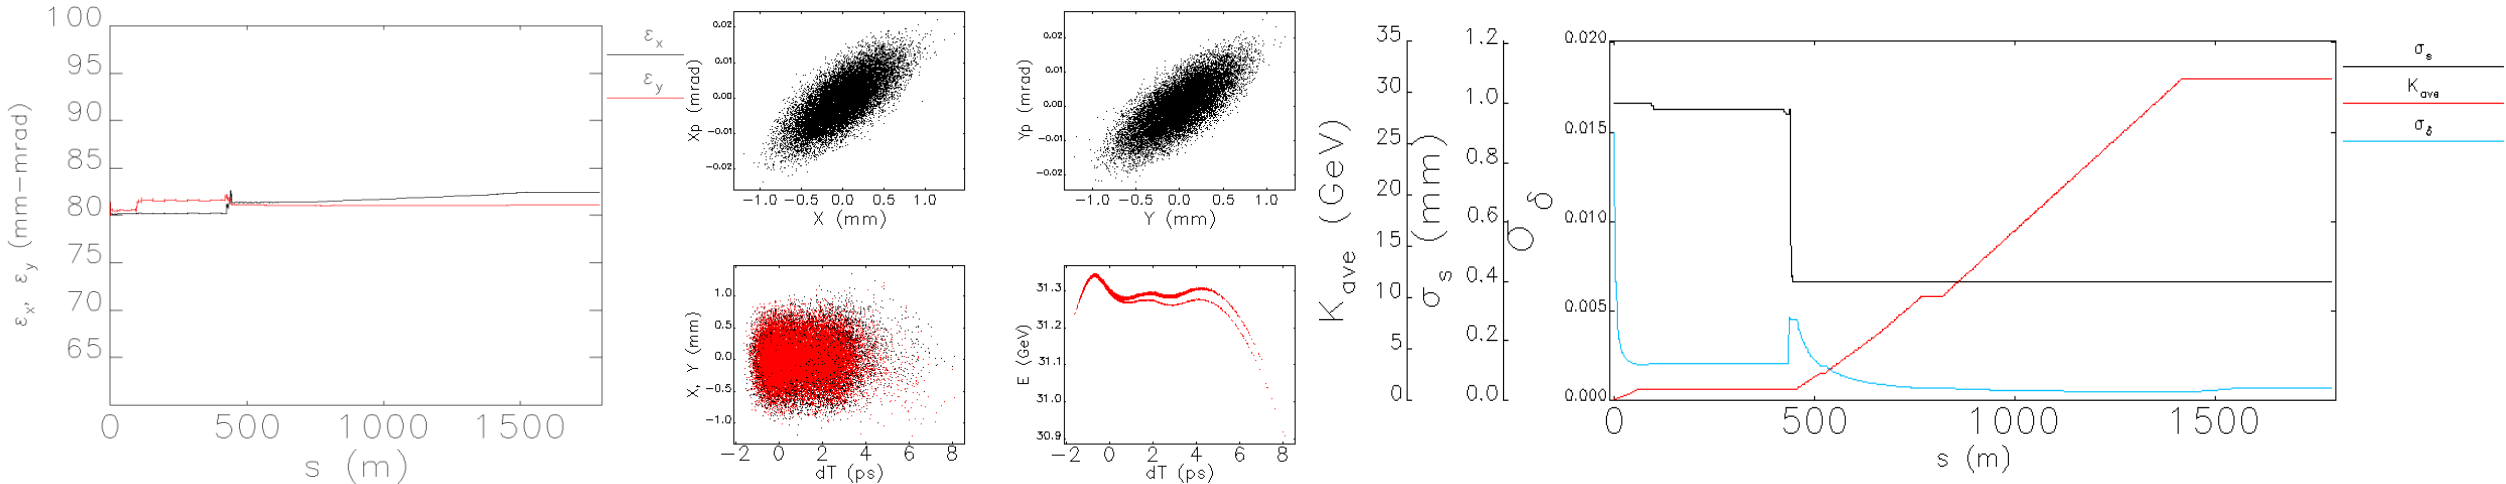 100
95
90
85
80
75
70
65
εx, εy (mm−mrad)
0 500 1000 1500
s (m)
εx
εy
0.02
0.01
0.00
−0.01
−0.02
Xp (mrad)
−1.0 −0.5 0.0 0.5 1.0
X (mm)
0.02
0.01
0.00
−0.01
−0.02
Yp (mrad)
−1.0 −0.5 0.0 0.5 1.0
Y (mm)
1.0
0.5
0.0
−0.5
−1.0
X, Y (mm)
−2 0 2 4 6 8
dT (ps)
31.3
31.2
31.1
31.0
30.9
E (GeV)
−2 0 2 4 6 8
dT (ps)
35
30
25
20
15
10
5
0
Kave (GeV)
1.2
1.0
0.8
0.6
0.4
0.2
0.0
σs (mm)
0.020
0.015
0.010
0.005
0.000
σδ
0 500 1000 1500
s (m)
σs
Kave
σδ